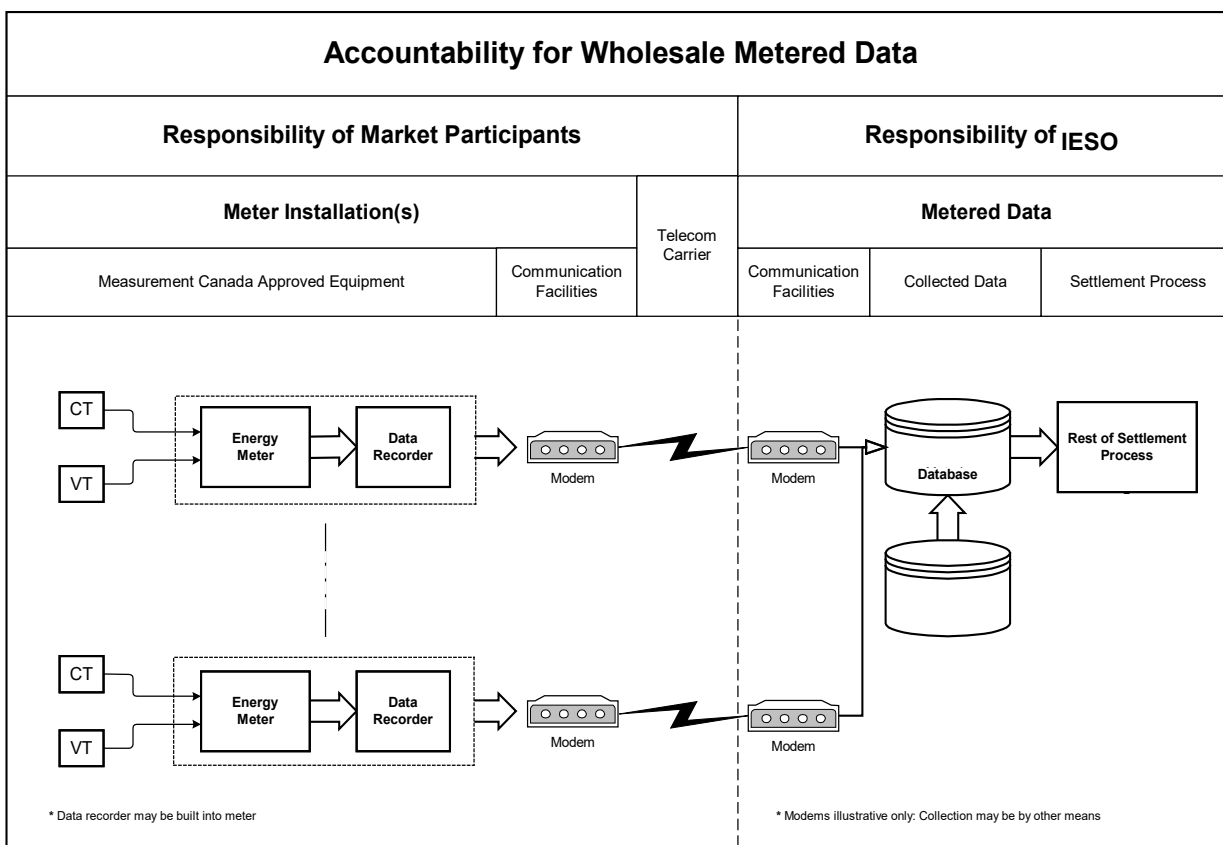 Accountability for Wholesale Metered Data
Responsibility of Market Participants
Responsibility of IESO
Meter Installation(s)
Telecom
Carrier
Metered Data
Measurement Canada Approved Equipment
Communication
Facilities
Communication
Facilities
Collected Data
Settlement Process
CT
VT
Energy
Meter
Data
Recorder
Modem
Modem
Database
Rest of Settlement
Process
CT
VT
Energy
Meter
Data
Recorder
Modem
Modem
* Data recorder may be built into meter
* Modems illustrative only: Collection may be by other means